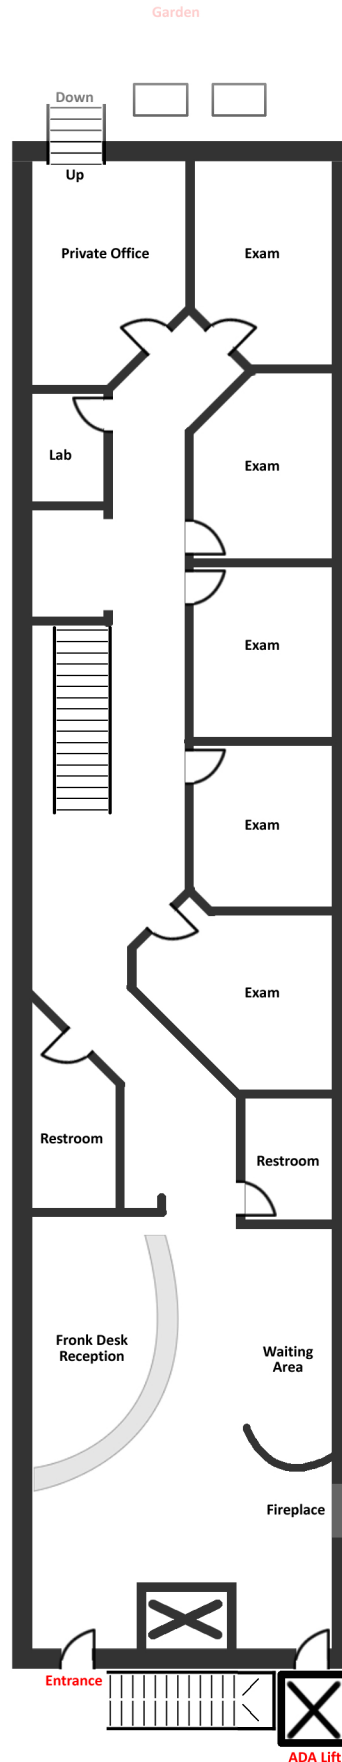 Garden
Down
Up
Private Office
Exam
Exam
Lab
Exam
Exam
Exam
Restroom
Restroom
Fronk Desk
Reception
Waiting
Area
Fireplace
Entrance
ADA Lift